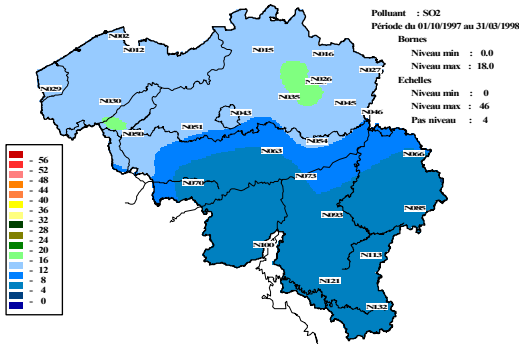 Polluant : SO2
Période du 01/10/1997 au 31/03/1998
Bornes
Niveau min : 0.0
Niveau max : 18.0
Echelles
Niveau min : 0
Niveau max : 46
Pas niveau : 4
N002
N012
N015
N016
N027
N029
N026
N030
N035
N045
N043
N046
N051
N050
N054
N063
N066
N070
N073
N085
N093
N100
N113
N121
N132
- 56
- 52
- 48
- 44
- 40
- 36
- 32
- 28
- 24
- 20
- 16
- 12
- 8
- 4
- 0